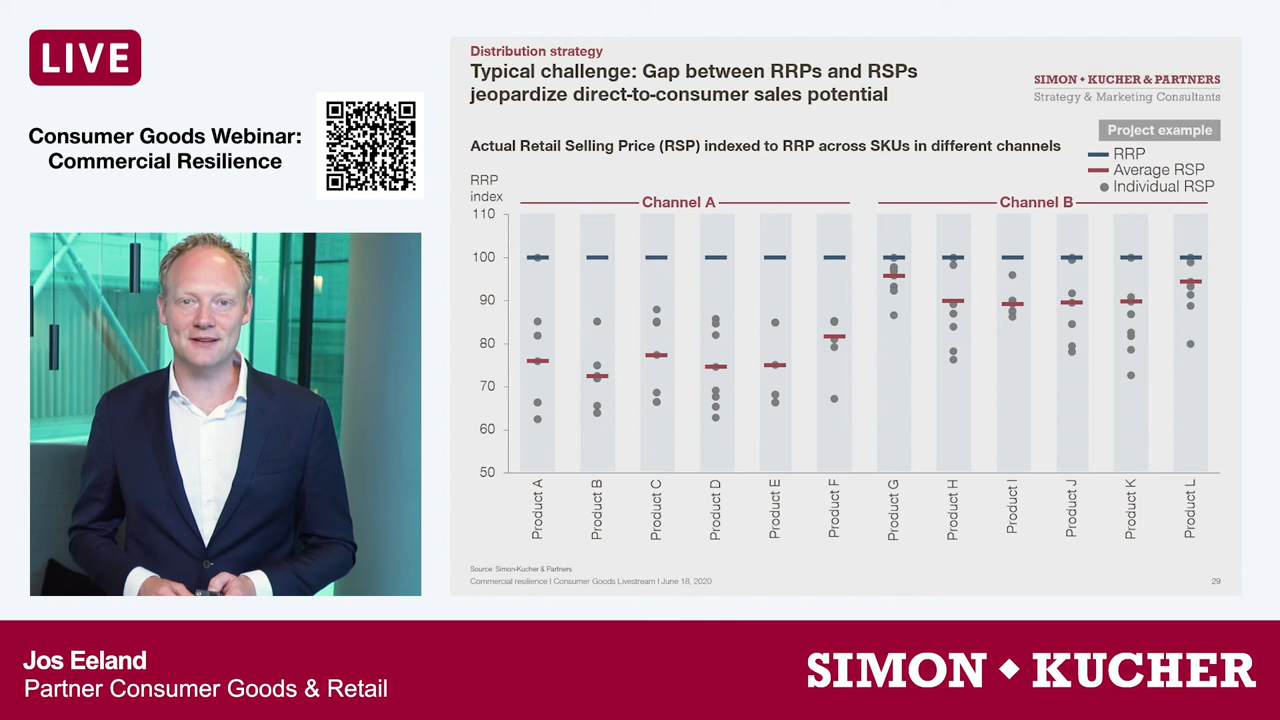 LIVE
Consumer Goods Webinar:
Commercial Resilience
Distribution strategy
Typical challenge: Gap between RRPs and RSPs
jeopardize direct-to-consumer sales potential
SIMON • KUCHER & PARTNERS
Strategy & Marketing Consultants
Project example
Actual Retail Selling Price (RSP) indexed to RRP across SKUs in different channels
RRP
Average RSP
Individual RSP
RRP
index
Channel A
Channel B
110
100
90
80
70
60
50
Product A
Product B
Product C
Product D
Product E
Product F
Product G
Product H
Product I
Product J
Product K
Product L
Source: Simon-Kucher & Partners
Commercial resilience I Consumer Goods Livestream I June 18, 2020
29
Jos Eeland
Partner Consumer Goods & Retail
SIMON • KUCHER